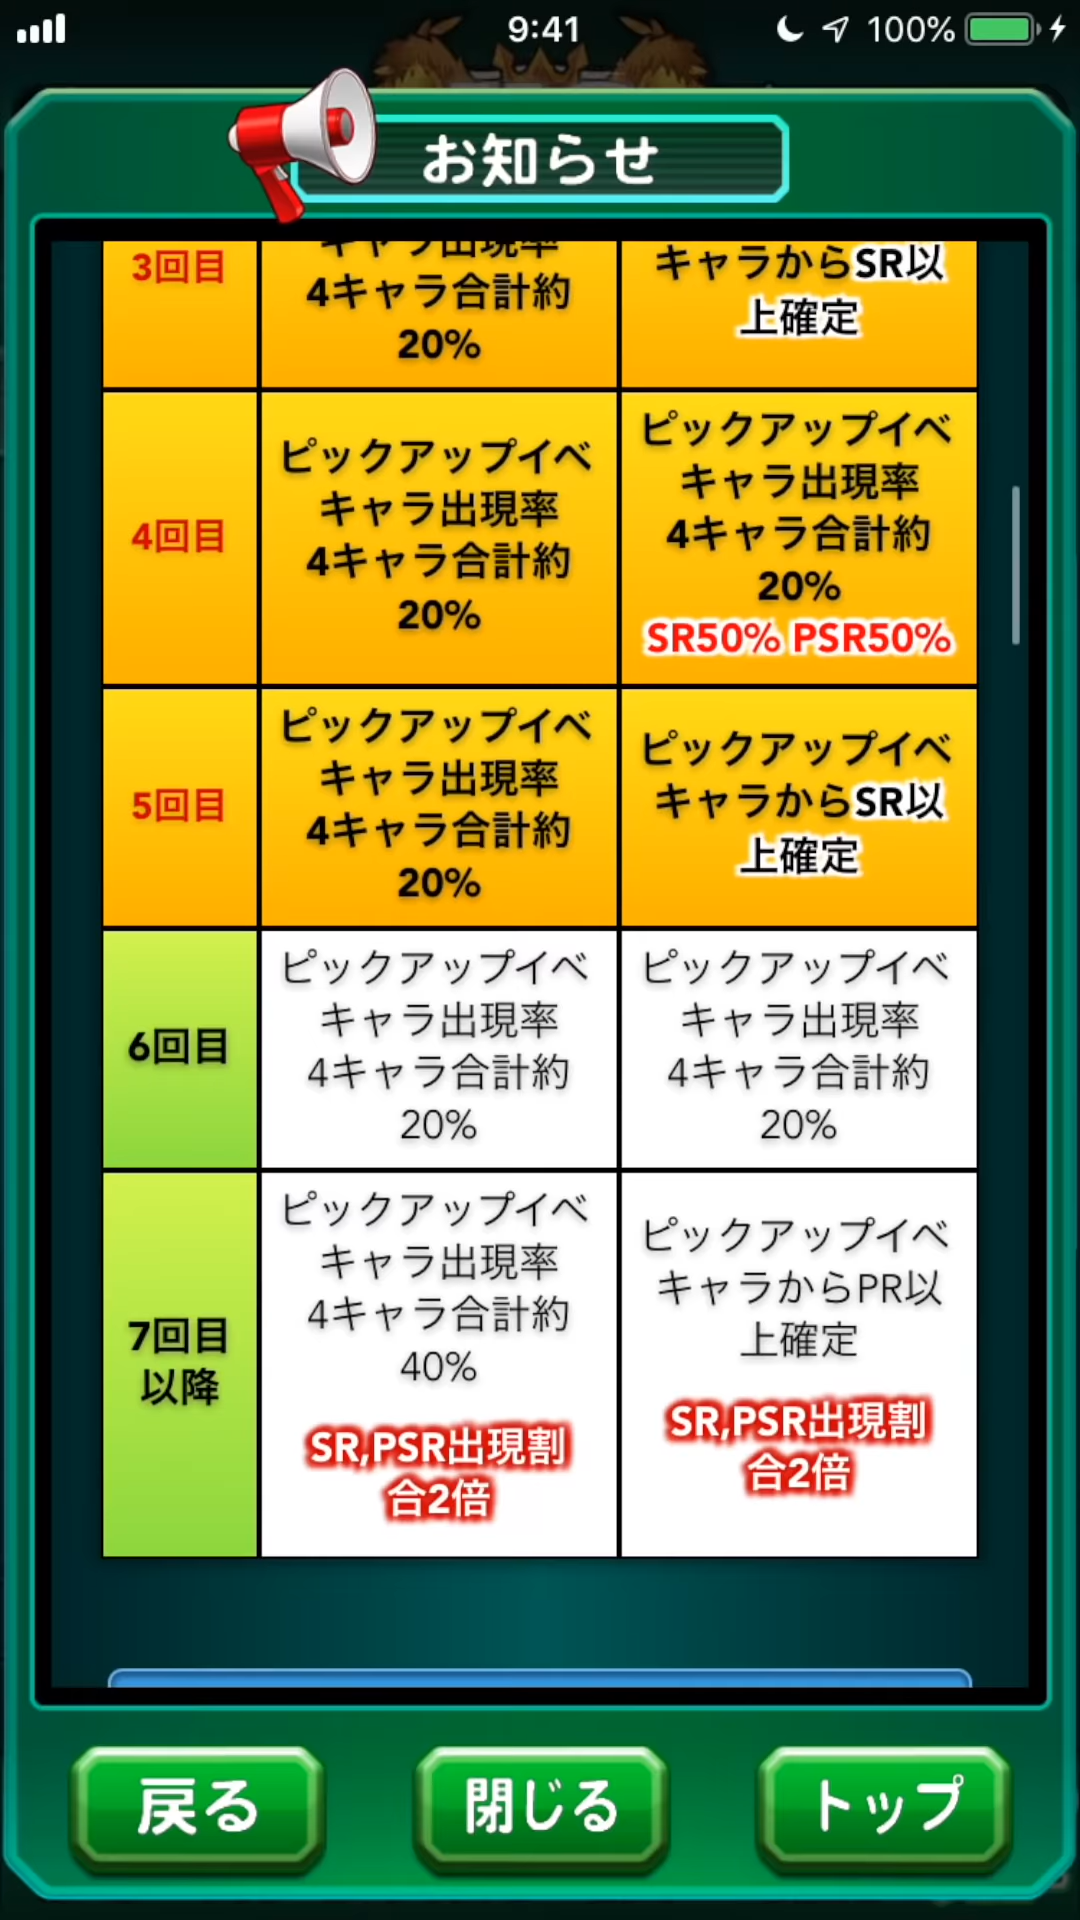 9:41
100%
お知らせ
3回目
キャラ出現率
4キャラ合計約
20%
キャラからSR以
上確定
4回目
ピックアップイベ
キャラ出現率
4キャラ合計約
20%
ピックアップイベ
キャラ出現率
4キャラ合計約
20%
SR50% PSR50%
5回目
ピックアップイベ
キャラ出現率
4キャラ合計約
20%
ピックアップイベ
キャラからSR以
上確定
6回目
ピックアップイベ
キャラ出現率
4キャラ合計約
20%
ピックアップイベ
キャラ出現率
4キャラ合計約
20%
7回目
以降
ピックアップイベ
キャラ出現率
4キャラ合計約
40%
SR,PSR出現割
合2倍
ピックアップイベ
キャラからPR以
上確定
SR,PSR出現割
合2倍
戻る
閉じる
トップ